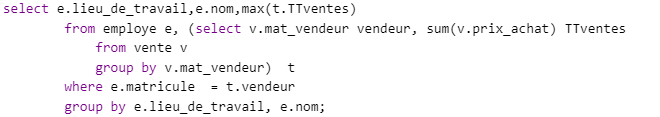 select e.lieu_de_travail,e.nom,max(t.TTventes)
from employe e, (select v.mat_vendeur vendeur, sum(v.prix_achat) TTventes
from vente v
group by v.mat_vendeur)  t
where e.matricule  = t.vendeur
group by e.lieu_de_travail, e.nom;